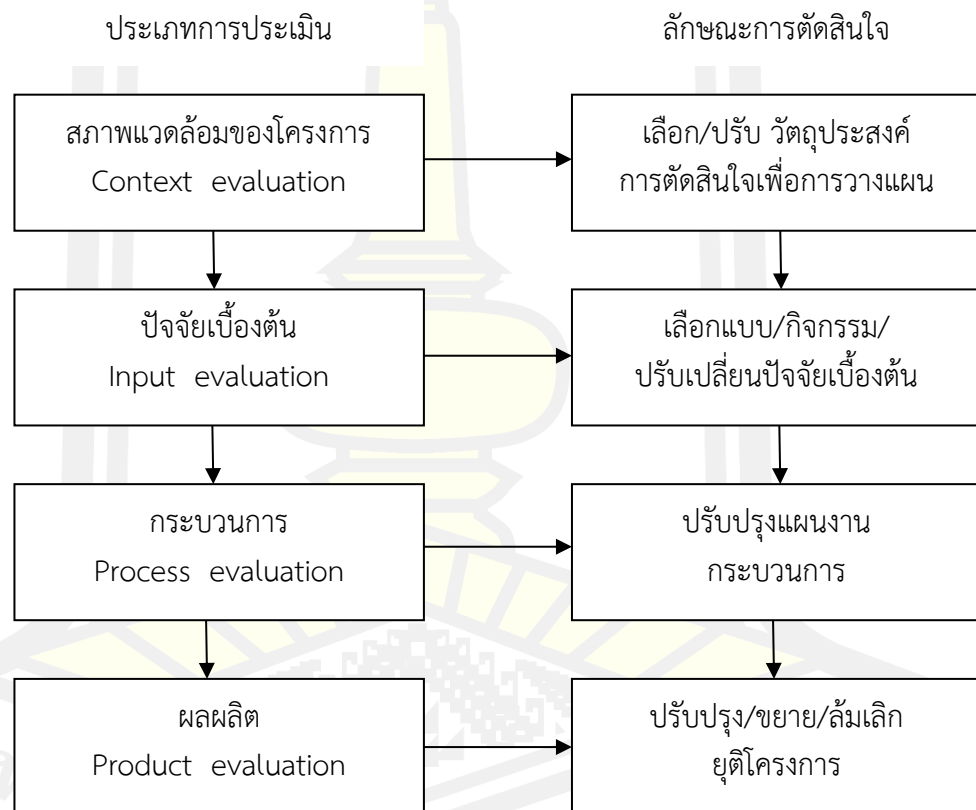 ประเภทการประเมิน
ลักษณะการตัดสินใจ
สภาพแวดล้อมของโครงการ
Context evaluation
เลือก/ปรับ วัตถุประสงค์
การตัดสินใจเพื่อการวางแผน
ปัจจัยเบื้องต้น
Input evaluation
เลือกแบบ/กิจกรรม/
ปรับเปลี่ยนปัจจัยเบื้องต้น
กระบวนการ
Process evaluation
ปรับปรุงแผนงาน
กระบวนการ
ผลผลิต
Product evaluation
ปรับปรุง/ขยาย/ล้มเลิก
ยุติโครงการ